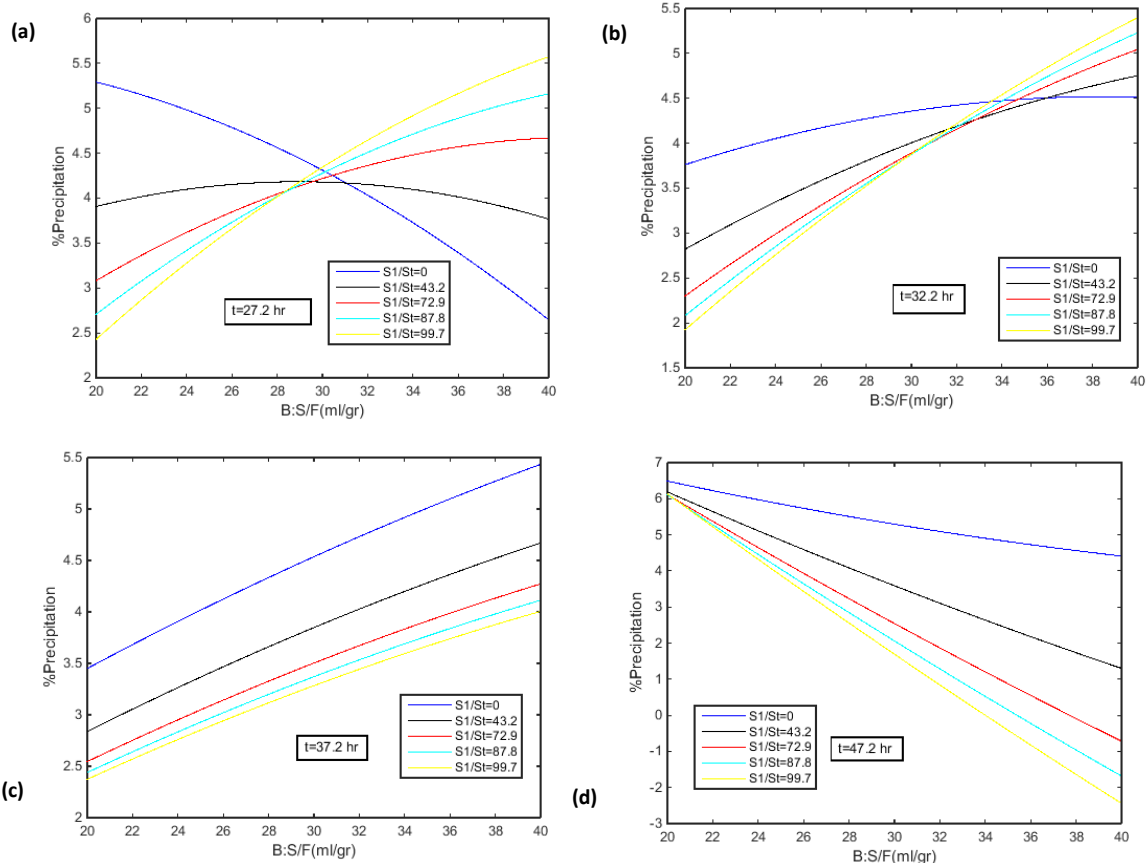 (a)
6
5.5
5
4.5
4
3.5
3
2.5
2
%Precipitation
S1/St=0
S1/St=43.2
S1/St=72.9
S1/St=87.8
S1/St=99.7
t=27.2 hr
20 22 24 26 28 30 32 34 36 38 40
B:S/F(ml/gr)
(b)
5.5
5
4.5
4
3.5
3
2.5
2
1.5
%Precipitation
S1/St=0
S1/St=43.2
S1/St=72.9
S1/St=87.8
S1/St=99.7
t=32.2 hr
20 22 24 26 28 30 32 34 36 38 40
B:S/F(ml/gr)
5.5
5
4.5
4
3.5
3
2.5
2
%Precipitation
S1/St=0
S1/St=43.2
S1/St=72.9
S1/St=87.8
S1/St=99.7
t=37.2 hr
(c)
20 22 24 26 28 30 32 34 36 38 40
B:S/F(ml/gr)
7
6
5
4
3
2
1
0
-1
-2
-3
%Precipitation
S1/St=0
S1/St=43.2
S1/St=72.9
S1/St=87.8
S1/St=99.7
t=47.2 hr
(d)
20 22 24 26 28 30 32 34 36 38 40
B:S/F(ml/gr)